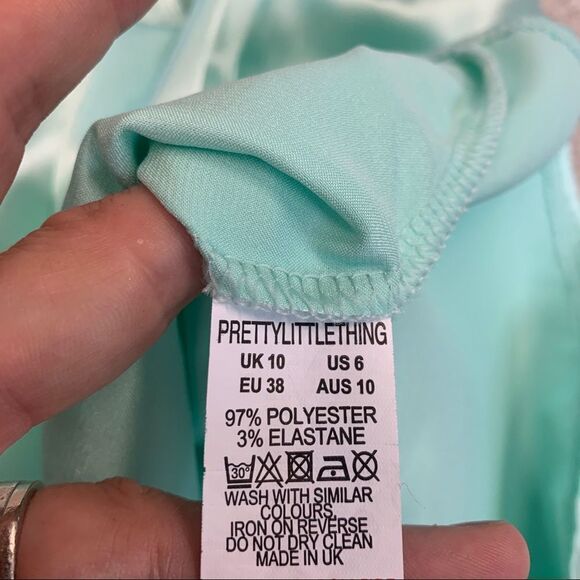 PRETTYLITTLETHING
UK 10 US 6
EU 38 AUS 10
97% POLYESTER
3% ELASTANE
30°
WASH WITH SIMILAR
COLOURS.
IRON ON REVERSE
DO NOT DRY CLEAN
MADE IN UK